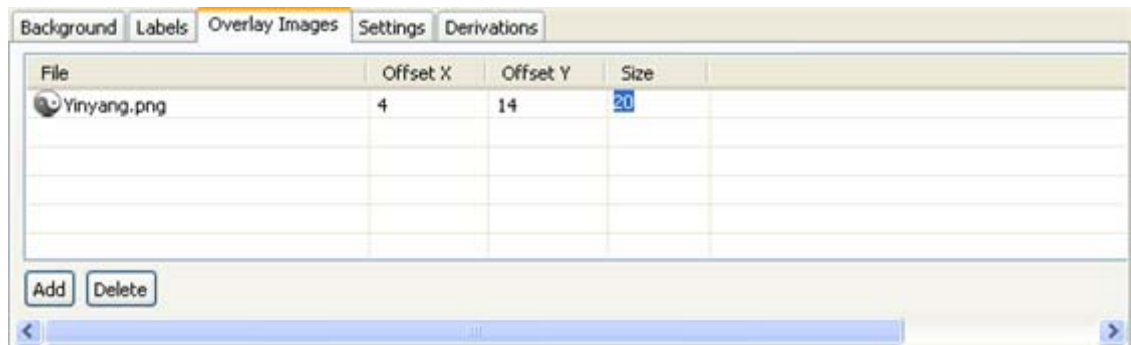 Background Labels Overlay Images Settings Derivations
File Offset X Offset Y Size
Yinyang.png 4 14 20
Add Delete